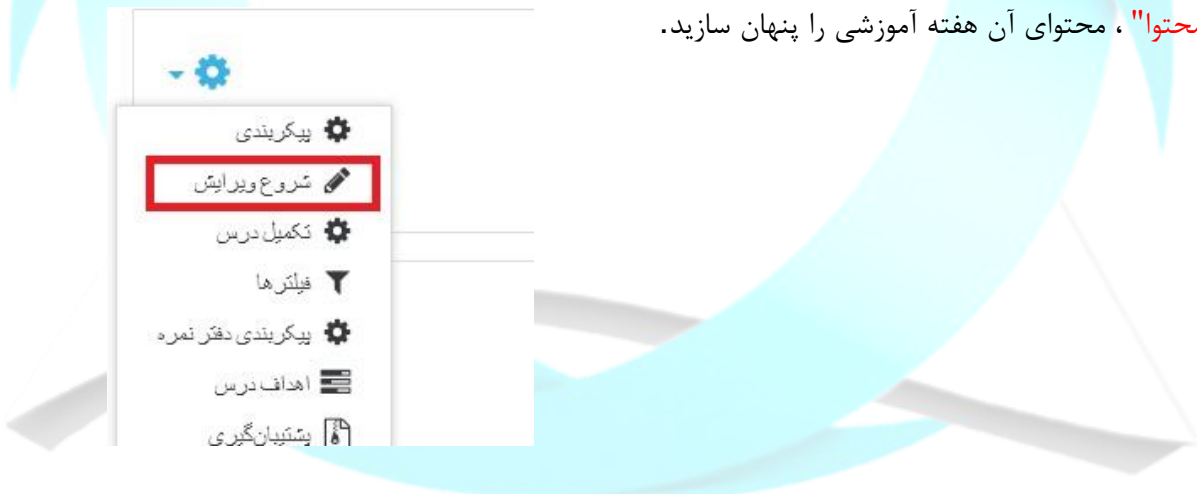 محتوا" ، محتوای آن هفته آموزشی را پنهان سازید.
پیکربندی
شروع ویرایش
تکمیل درس
فیلترها
پیکربندی دفتر نمره
اهداف درس
پشتیبان‌گیری